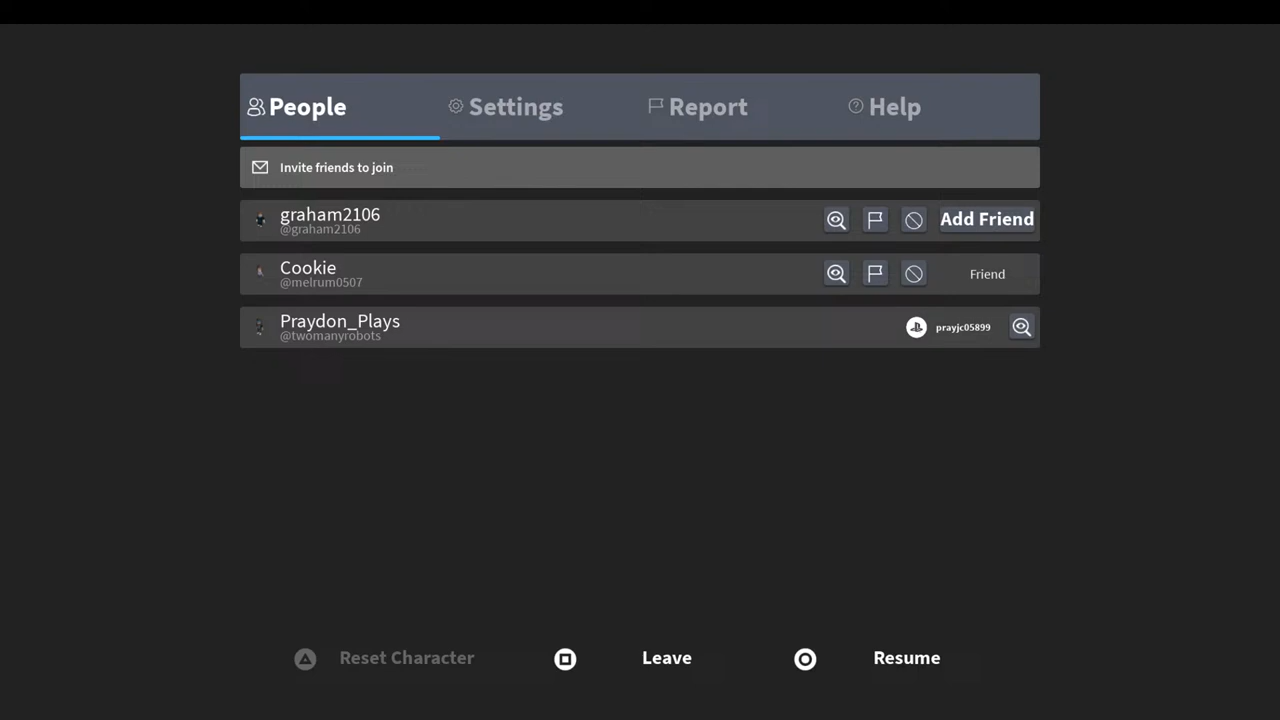 People
Settings
Report
Help
Invite friends to join
graham2106
@graham2106
Add Friend
Cookie
@melrum0507
Friend
Praydon_Plays
@twomanyrobots
prayjc05899
Reset Character
Leave
Resume